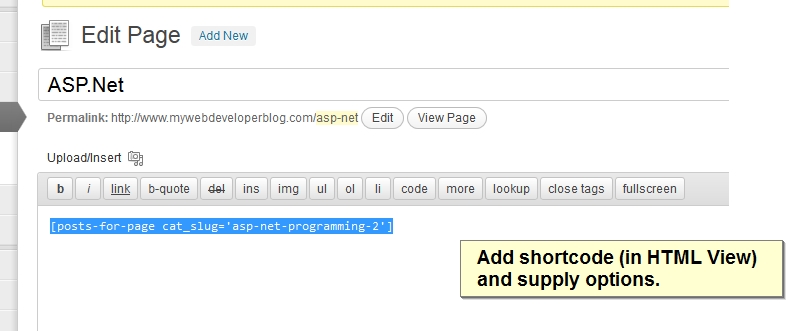 Edit Page Add New
ASP.Net
Permalink: http://www.mywebdeveloperblog.com/asp-net Edit View Page
Upload/Insert
b i link b-quote del ins img ul ol li code more lookup close tags fullscreen
[posts-for-page cat_slug='asp-net-programming-2']
Add shortcode (in HTML View)
and supply options.